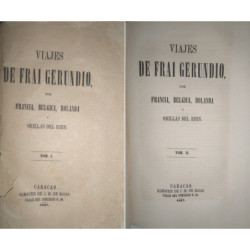 VIAJES
DE FRAI GERUNDIO,
POR
FRANCIA, BELGICA, HOLANDA
Y
ORILLAS DEL RHIN.
TOM. I.
CARACAS.
VIAJES
DE FRAI GERUNDIO,
POR
FRANCIA, BELGICA, HOLANDA
Y
ORILLAS DEL RHIN.
TOM. II.
CARACAS.